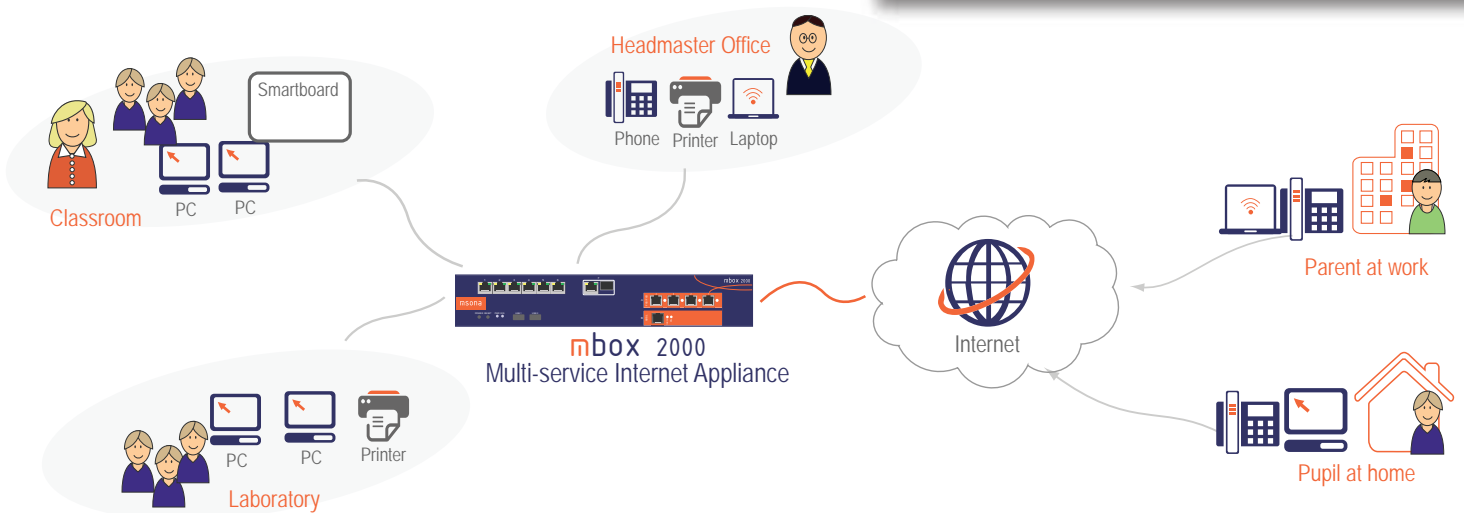 Headmaster Office
Phone
Printer
Laptop
Smartboard
PC
PC
Classroom
msona
mbox 2000
mbox 2000
Multi-service Internet Appliance
Internet
Parent at work
Pupil at home
PC
PC
Printer
Laboratory